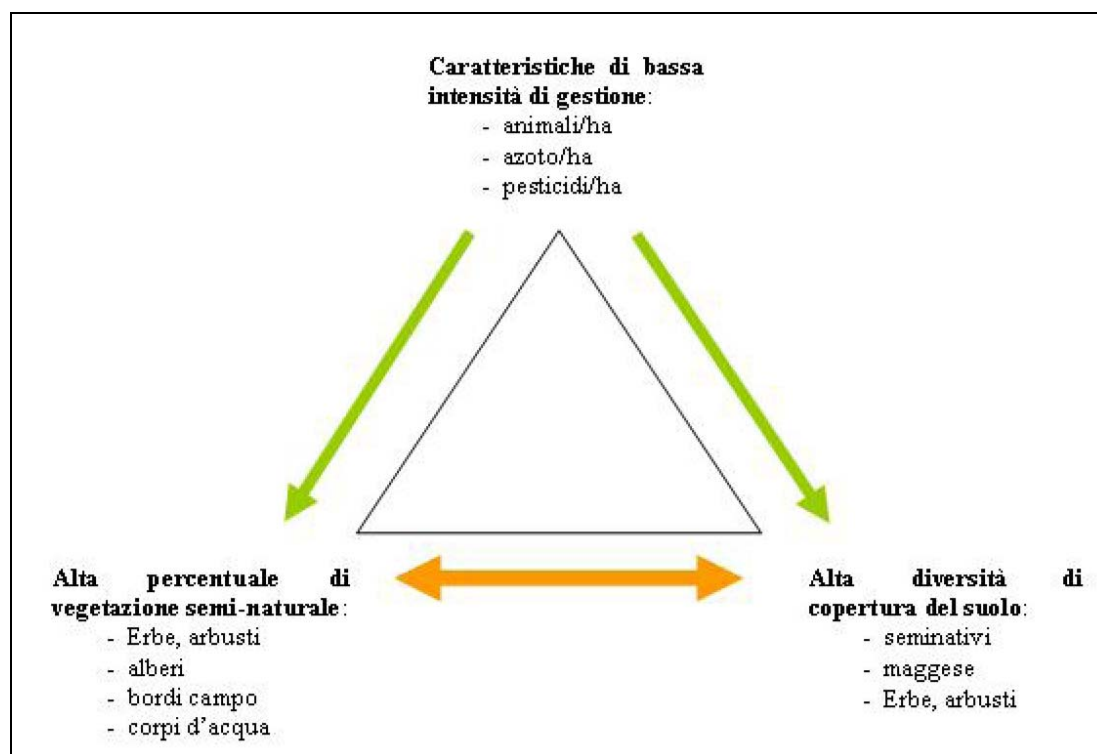 Caratteristiche di bassa
intensità di gestione:
- animali/ha
- azoto/ha
- pesticidi/ha
Alta percentuale di
vegetazione semi-naturale:
- Erbe, arbusti
- alberi
- bordi campo
- corpi d'acqua
Alta diversità di
copertura del suolo:
- seminativi
- maggese
- Erbe, arbusti